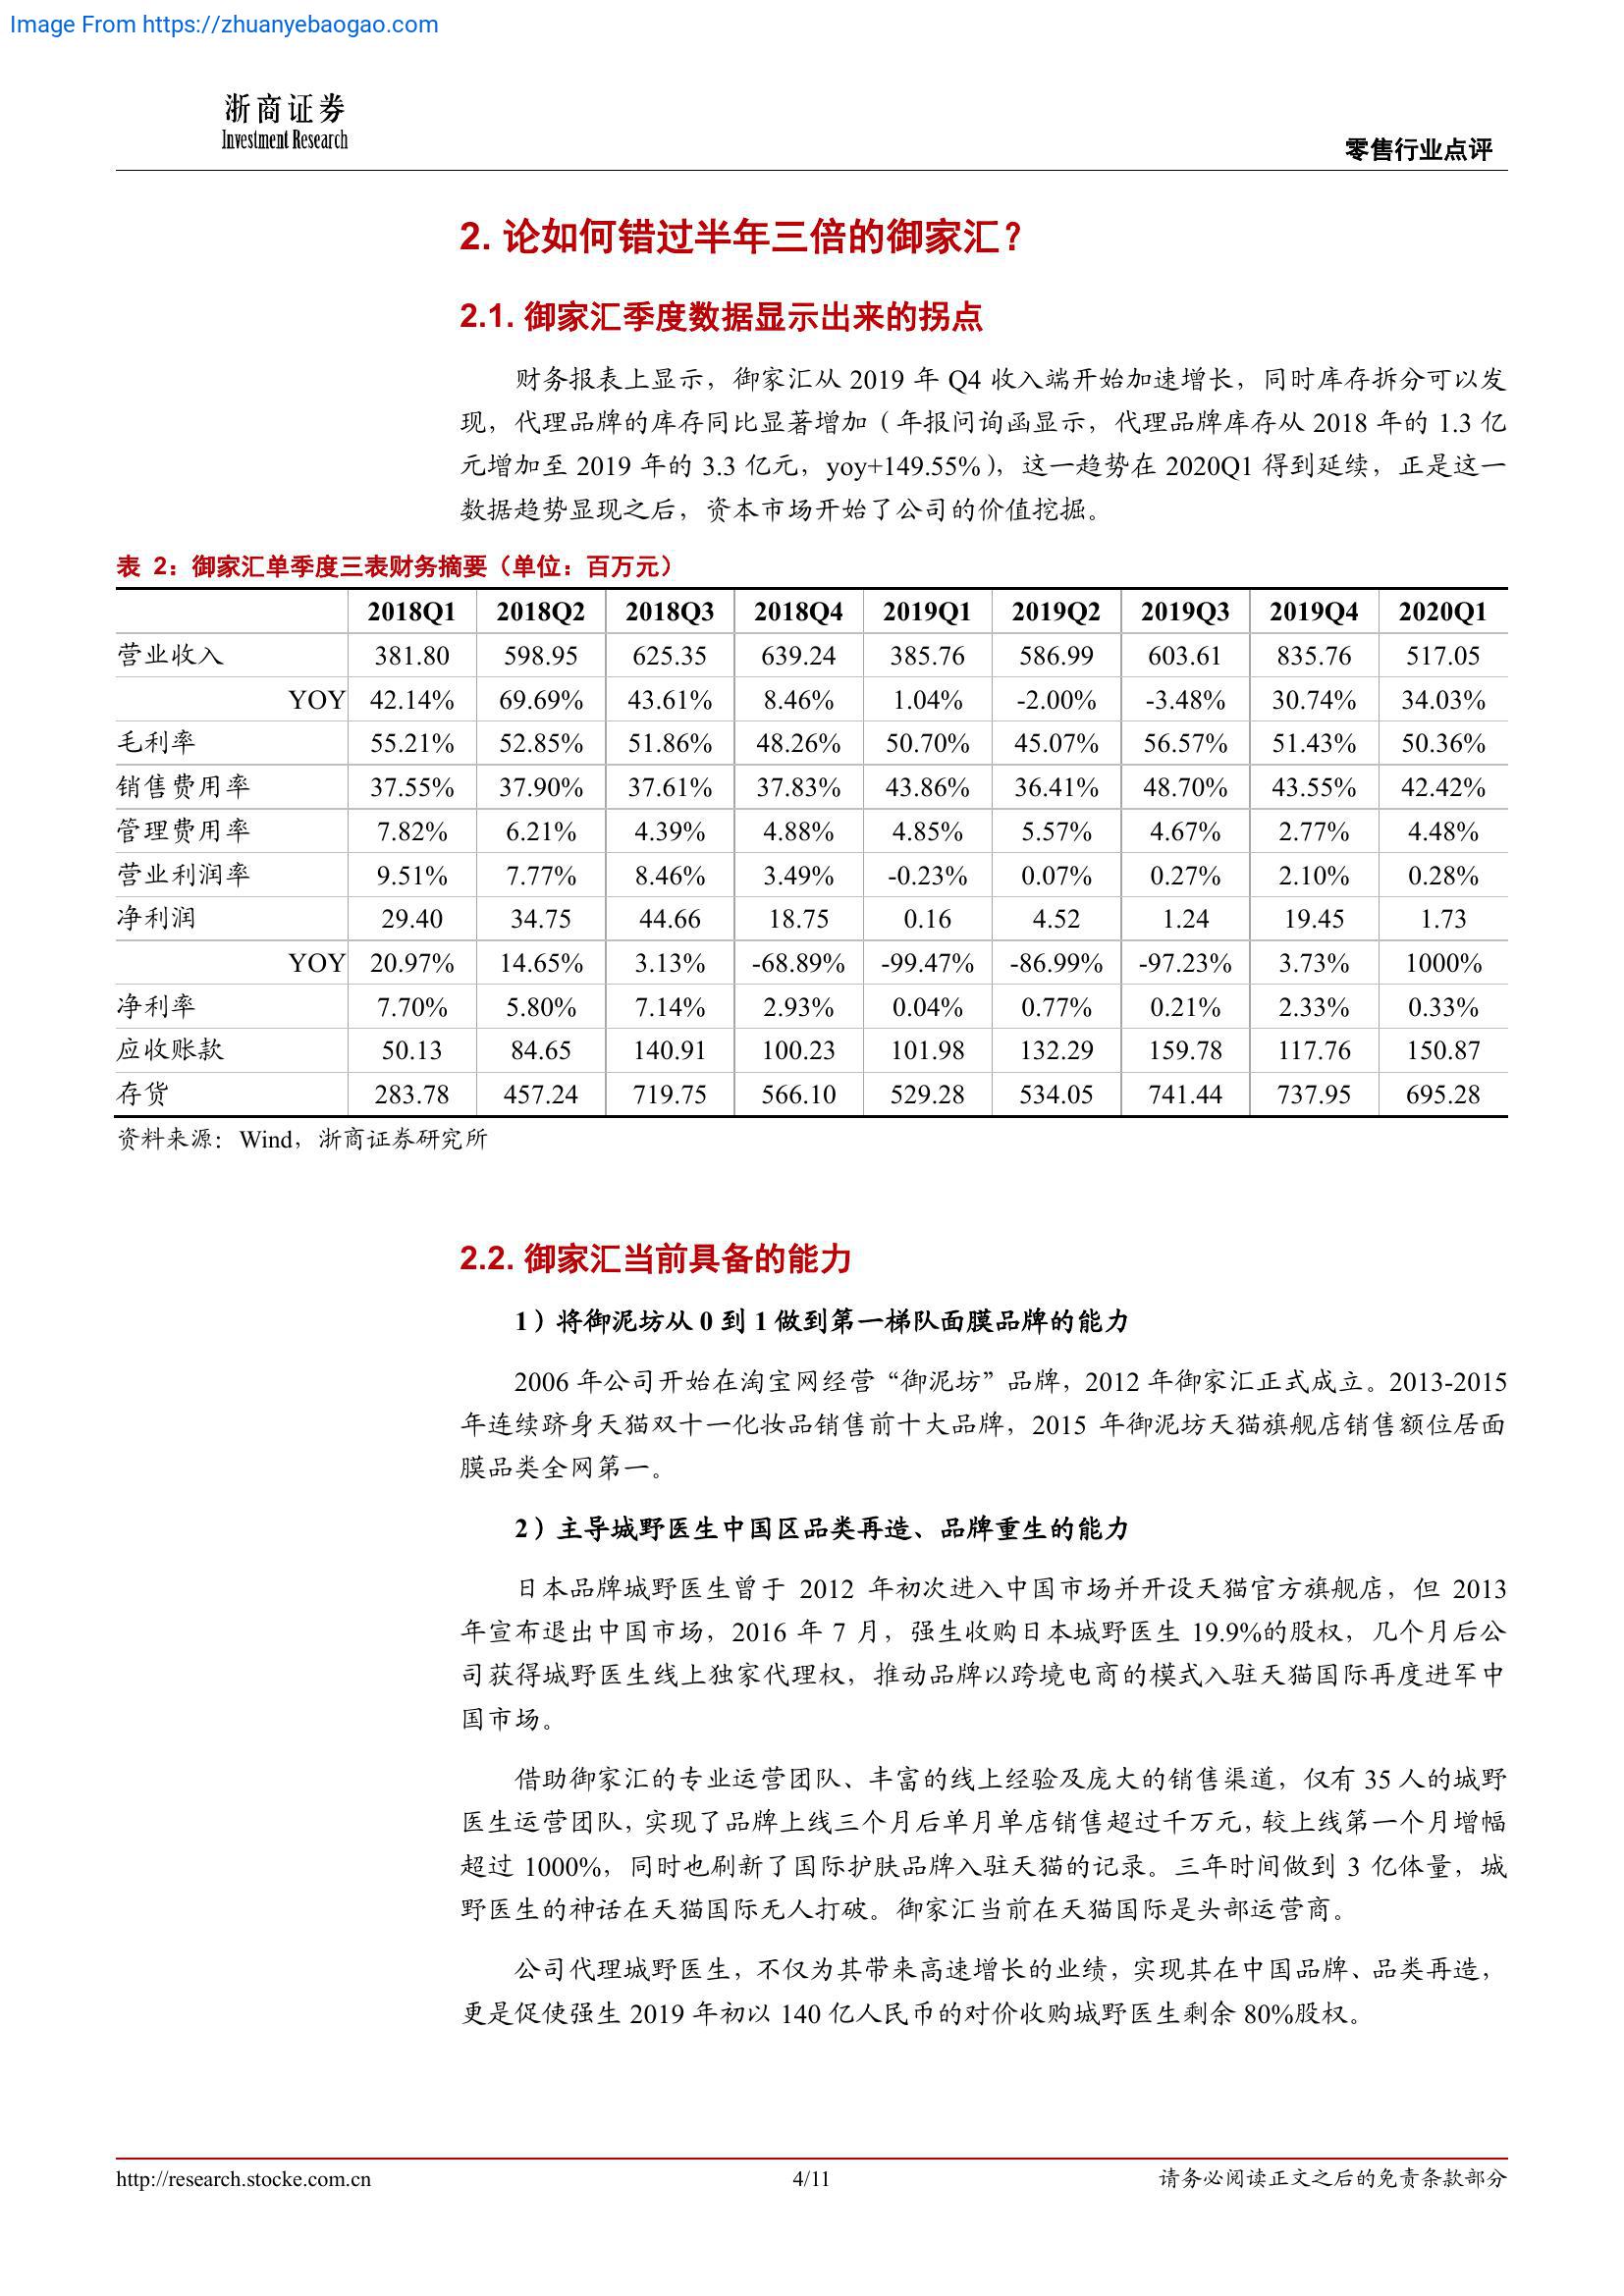 Image From https://zhuanyebaogao.com
浙商证券
Investment Research
零售行业点评
2. 论如何错过半年三倍的御家汇？
2.1. 御家汇季度数据显示出来的拐点
财务报表上显示，御家汇从 2019 年 Q4 收入端开始加速增长，同时库存拆分可以发
现，代理品牌的库存同比显著增加（年报问询函显示，代理品牌库存从 2018 年的 1.3 亿
元增加至 2019 年的 3.3 亿元，yoy+149.55%），这一趋势在 2020Q1 得到延续，正是这一
数据趋势显现之后，资本市场开始了公司的价值挖掘。
表 2：御家汇单季度三表财务摘要（单位：百万元）
2018Q1 2018Q2 2018Q3 2018Q4 2019Q1 2019Q2 2019Q3 2019Q4 2020Q1
营业收入 381.80 598.95 625.35 639.24 385.76 586.99 603.61 835.76 517.05
YOY 42.14% 69.69% 43.61% 8.46% 1.04% -2.00% -3.48% 30.74% 34.03%
毛利率 55.21% 52.85% 51.86% 48.26% 50.70% 45.07% 56.57% 51.43% 50.36%
销售费用率 37.55% 37.90% 37.61% 37.83% 43.86% 36.41% 48.70% 43.55% 42.42%
管理费用率 7.82% 6.21% 4.39% 4.88% 4.85% 5.57% 4.67% 2.77% 4.48%
营业利润率 9.51% 7.77% 8.46% 3.49% -0.23% 0.07% 0.27% 2.10% 0.28%
净利润 29.40 34.75 44.66 18.75 0.16 4.52 1.24 19.45 1.73
YOY 20.97% 14.65% 3.13% -68.89% -99.47% -86.99% -97.23% 3.73% 1000%
净利率 7.70% 5.80% 7.14% 2.93% 0.04% 0.77% 0.21% 2.33% 0.33%
应收账款 50.13 84.65 140.91 100.23 101.98 132.29 159.78 117.76 150.87
存货 283.78 457.24 719.75 566.10 529.28 534.05 741.44 737.95 695.28
资料来源：Wind，浙商证券研究所
2.2. 御家汇当前具备的能力
1）将御泥坊从 0 到 1 做到第一梯队面膜品牌的能力
2006 年公司开始在淘宝网经营“御泥坊”品牌，2012 年御家汇正式成立。2013-2015
年连续跻身天猫双十一化妆品销售前十大品牌，2015 年御泥坊天猫旗舰店销售额位居面
膜品类全网第一。
2）主导城野医生中国区品类再造、品牌重生的能力
日本品牌城野医生曾于 2012 年初次进入中国市场并开设天猫官方旗舰店，但 2013
年宣布退出中国市场，2016 年 7 月，强生收购日本城野医生 19.9%的股权，几个月后公
司获得城野医生线上独家代理权，推动品牌以跨境电商的模式入驻天猫国际再度进军中
国市场。
借助御家汇的专业运营团队、丰富的线上经验及庞大的销售渠道，仅有 35 人的城野
医生运营团队，实现了品牌上线三个月后单月单店销售超过千万元，较上线第一个月增幅
超过 1000%，同时也刷新了国际护肤品牌入驻天猫的记录。三年时间做到 3 亿体量，城
野医生的神话在天猫国际无人打破。御家汇当前在天猫国际是头部运营商。
公司代理城野医生，不仅为其带来高速增长的业绩，实现其在中国品牌、品类再造，
更是促使强生 2019 年初以 140 亿人民币的对价收购城野医生剩余 80%股权。
http://research.stocke.com.cn 4/11 请务必阅读正文之后的免责条款部分